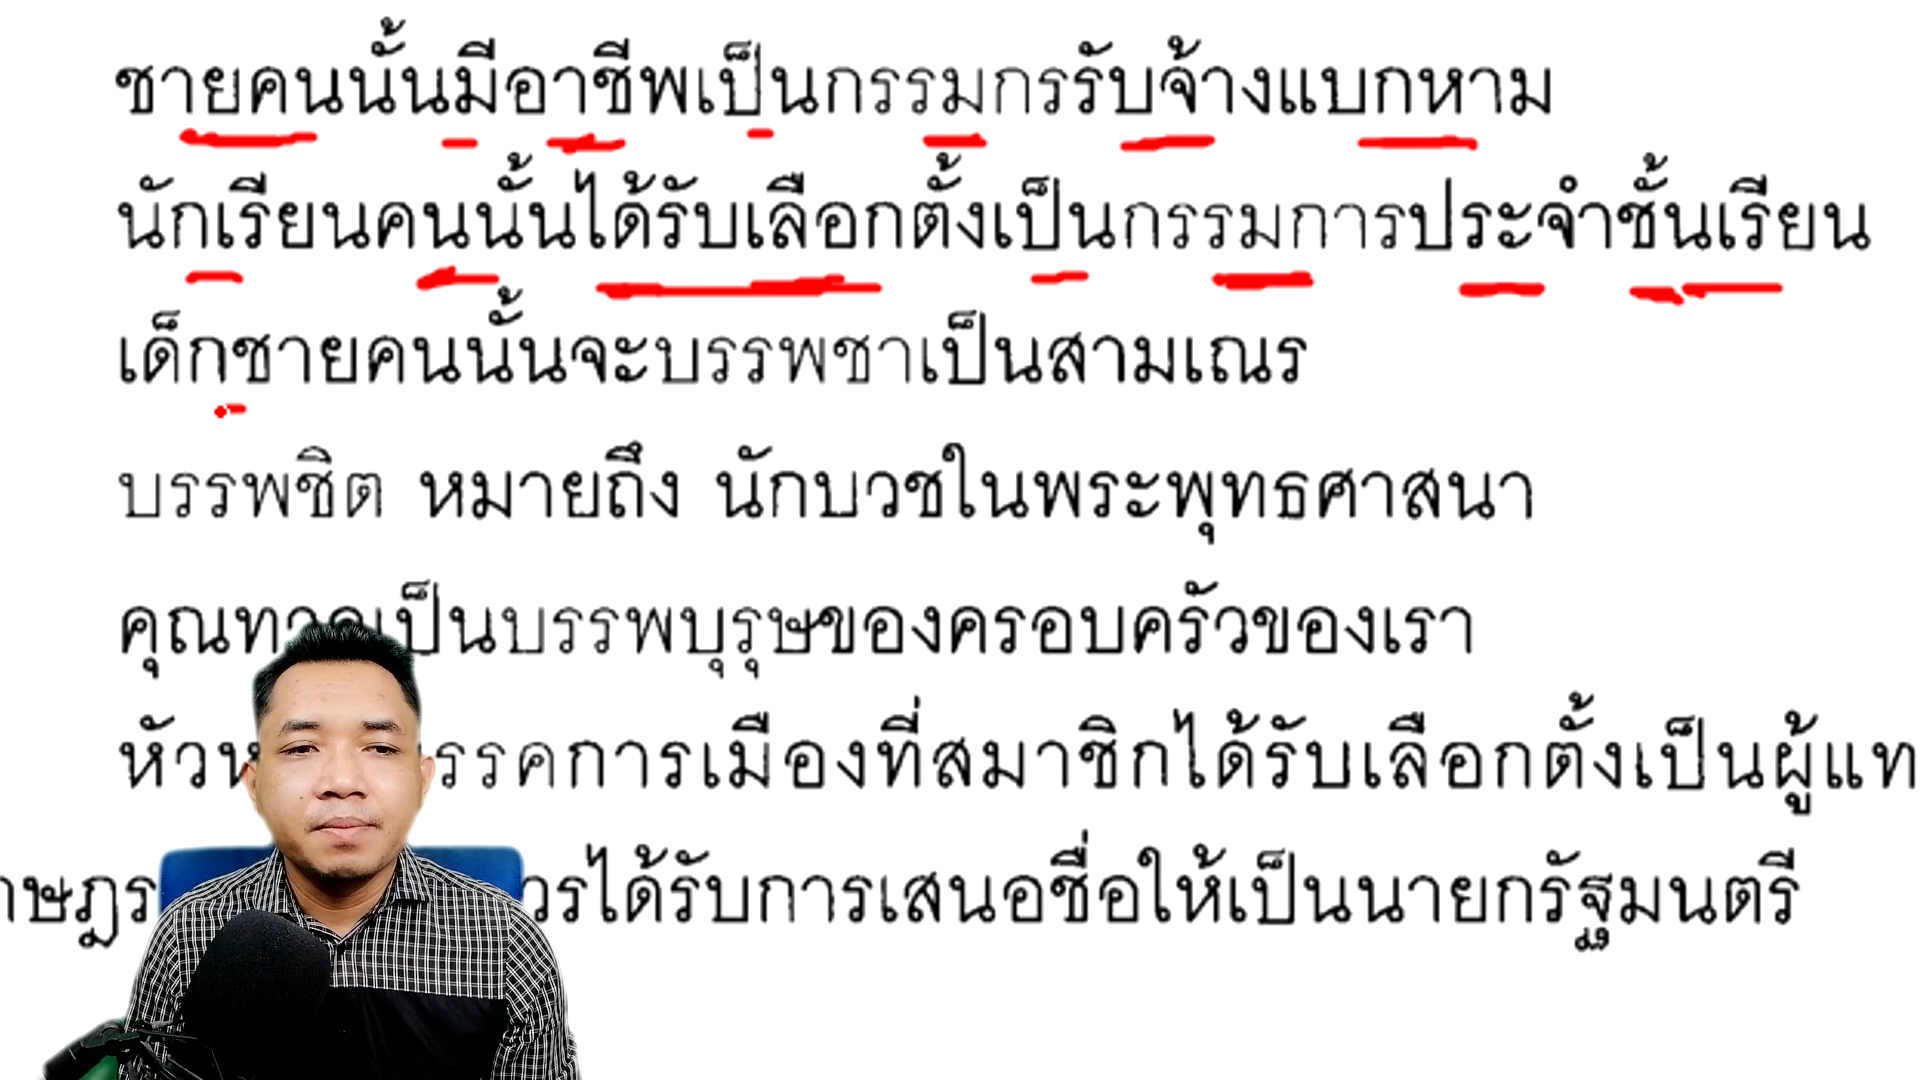 ชายคนนั้นมีอาชีพเป็นกรรมกรรับจ้างแบกหาม
นักเรียนคนนั้นได้รับเลือกตั้งเป็นกรรมการประจำชั้นเรียน
เด็กชายคนนั้นจะบรรพชาเป็นสามเณร
บรรพชิต หมายถึง นักบวชในพระพุทธศาสนา
เป็นบรรพบุรุษของครอบครัวของเรา
การเมืองที่สมาชิกได้รับเลือกตั้งเป็นผู้แท
ได้รับการเสนอชื่อให้เป็นนายกรัฐมนตรี